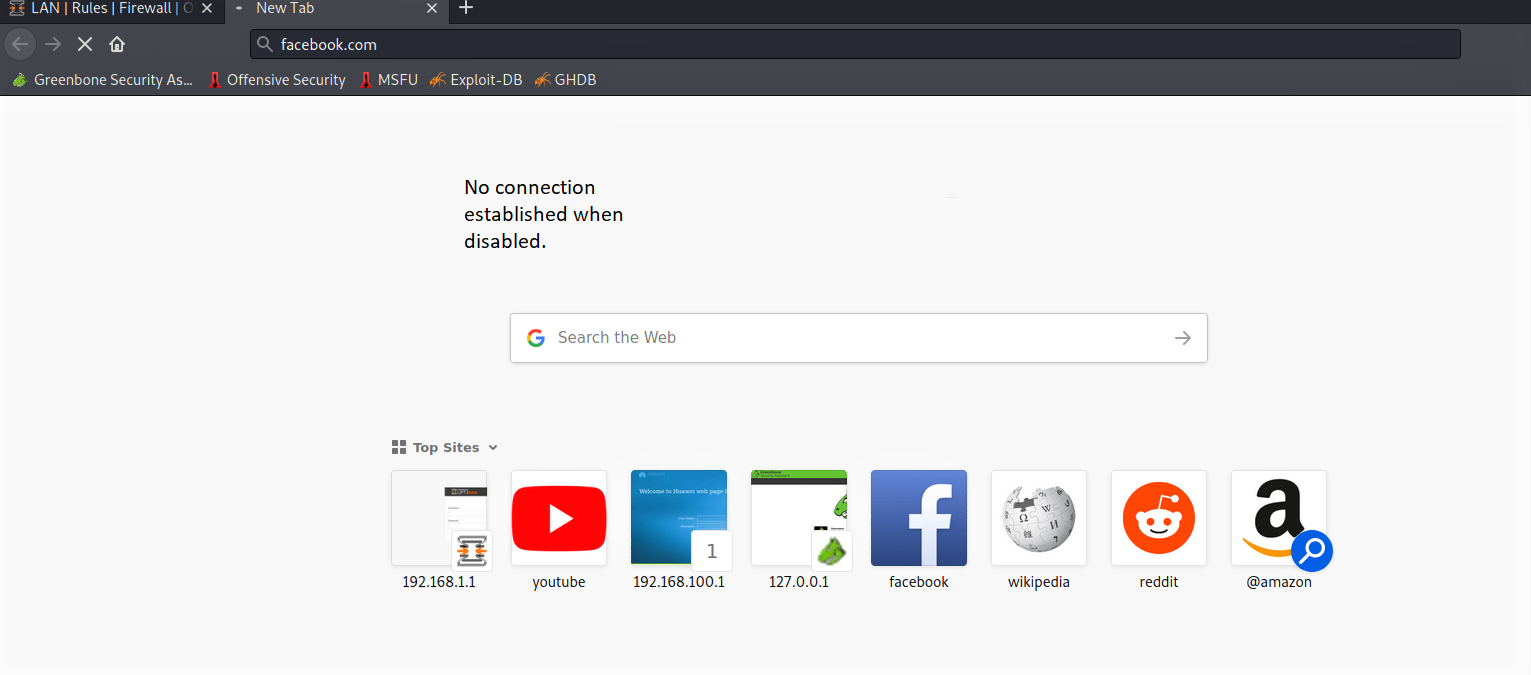 LAN | Rules | Firewall | O
New Tab
facebook.com
Greenbone Security As...
Offensive Security
MSFU
Exploit-DB
GHDB
No connection
established when
disabled.
Search the Web
Top Sites
Welcome to Huawei web page
1
192.168.1.1
youtube
192.168.100.1
127.0.0.1
facebook
wikipedia
reddit
@amazon